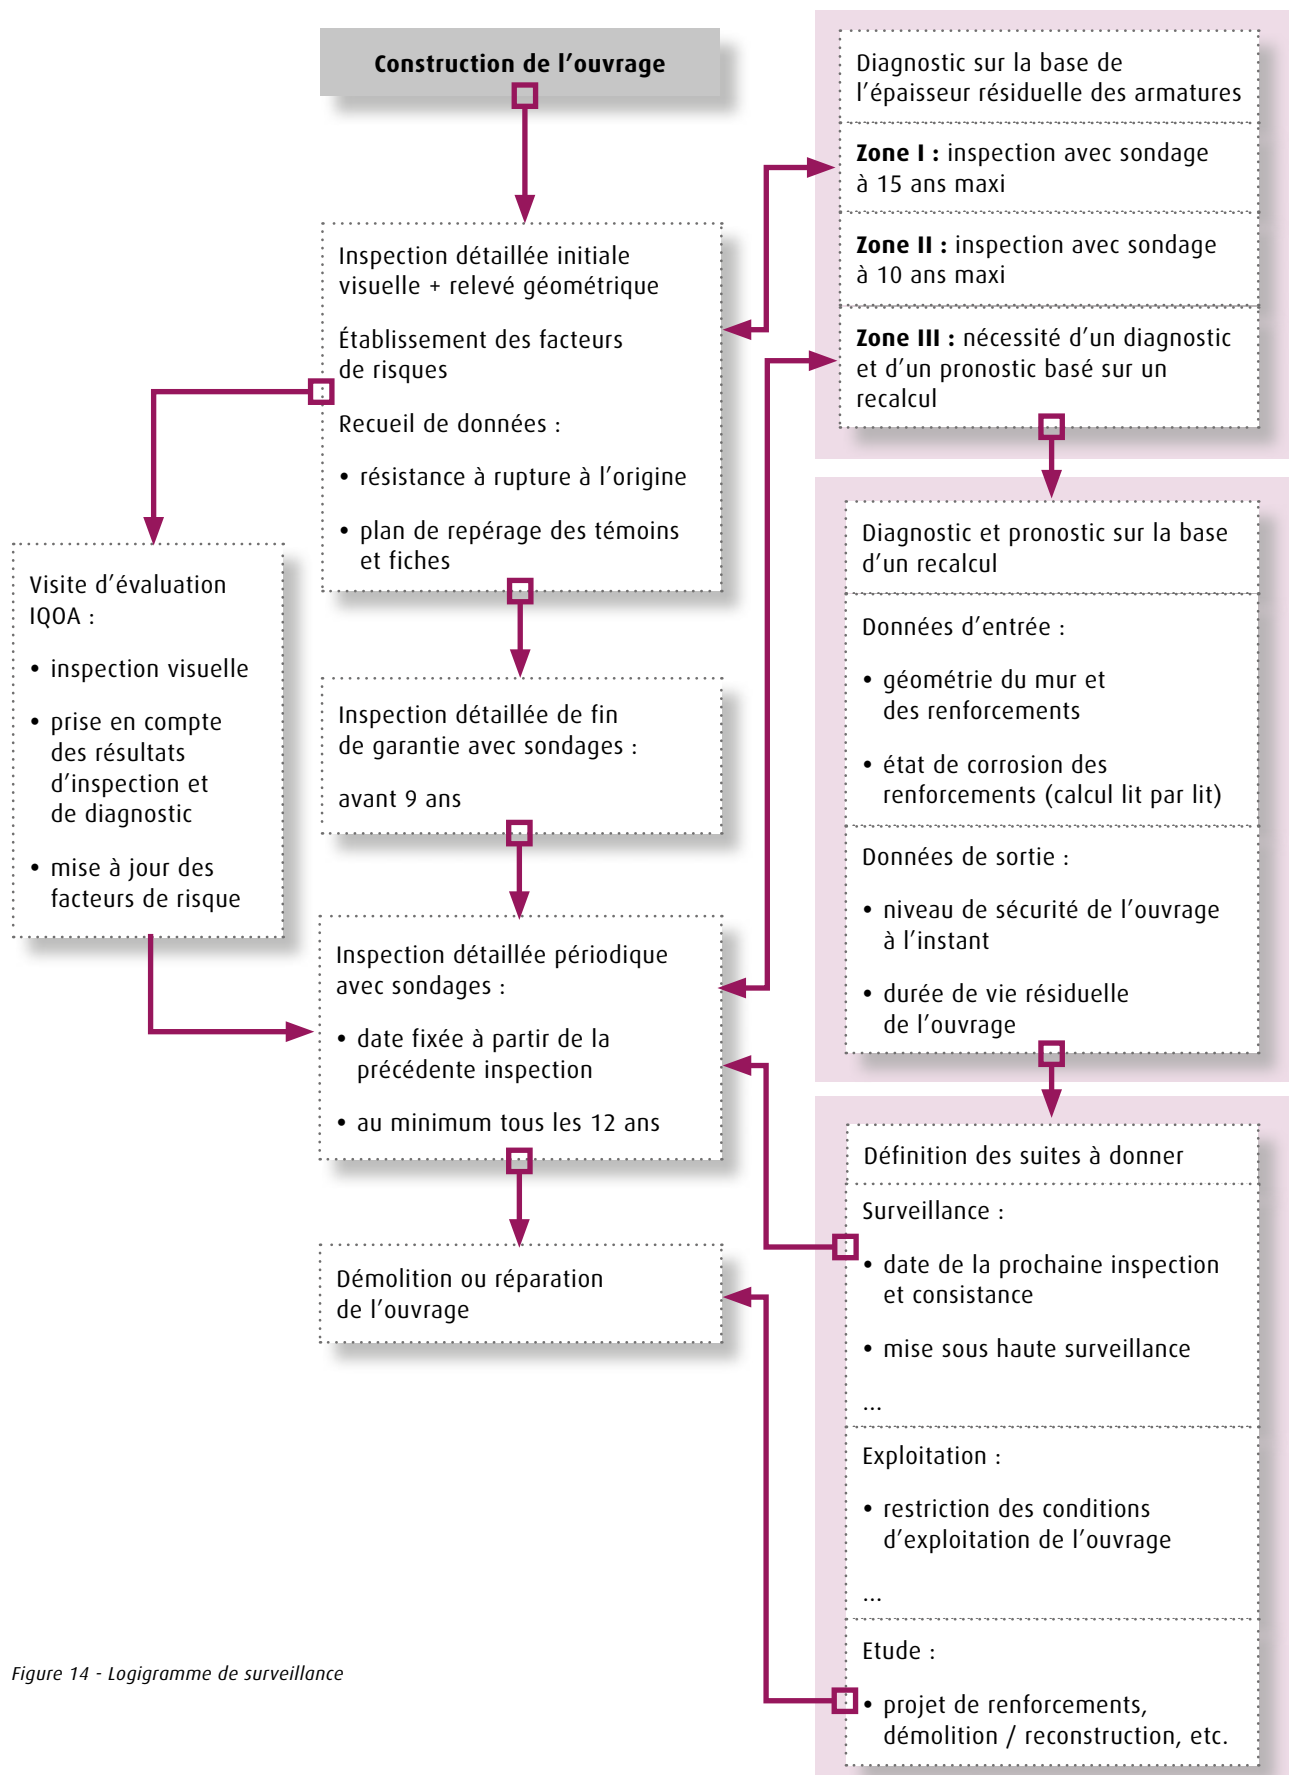 Construction de l’ouvrage
Inspection détaillée initiale
visuelle + relevé géométrique
Établissement des facteurs
de risques
Recueil de données :
• résistance à rupture à l’origine
• plan de repérage des témoins
et fiches
Visite d’évaluation
IQOA :
• inspection visuelle
• prise en compte
des résultats
d’inspection et
de diagnostic
• mise à jour des
facteurs de risque
Inspection détaillée de fin
de garantie avec sondages :
avant 9 ans
Inspection détaillée périodique
avec sondages :
• date fixée à partir de la
précédente inspection
• au minimum tous les 12 ans
Démolition ou réparation
de l’ouvrage
Diagnostic sur la base de
l’épaisseur résiduelle des armatures
Zone I : inspection avec sondage
à 15 ans maxi
Zone II : inspection avec sondage
à 10 ans maxi
Zone III : nécessité d’un diagnostic
et d’un pronostic basé sur un
recalcul
Diagnostic et pronostic sur la base
d’un recalcul
Données d’entrée :
• géométrie du mur et
des renforcements
• état de corrosion des
renforcements (calcul lit par lit)
Données de sortie :
• niveau de sécurité de l’ouvrage
à l’instant
• durée de vie résiduelle
de l’ouvrage
Définition des suites à donner
Surveillance :
• date de la prochaine inspection
et consistance
• mise sous haute surveillance
...
Exploitation :
• restriction des conditions
d’exploitation de l’ouvrage
...
Etude :
• projet de renforcements,
démolition / reconstruction, etc.
Figure 14 - Logigramme de surveillance